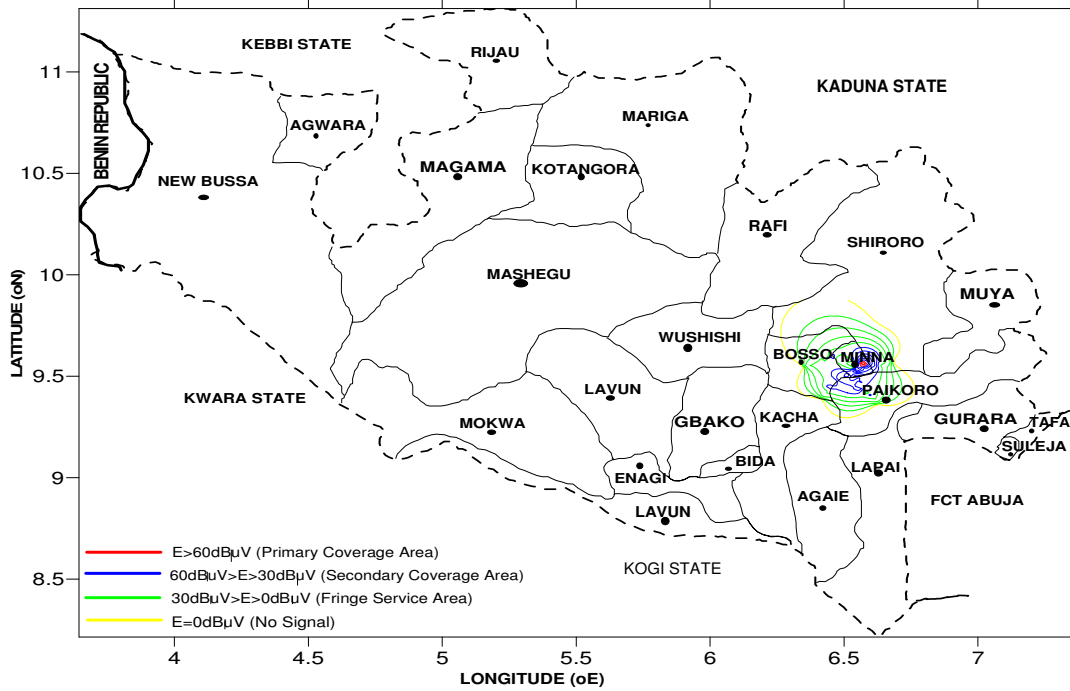 KEBBI STATE
RIJAU
11
BENIN REPUBLIC
KADUNA STATE
MARIGA
AGWARA
MAGAMA
KOTANGORA
10.5
NEW BUSSA
RAFI
SHIRORO
10
MASHEGU
MUYA
LATITUDE (oN)
WUSHISHI
BOSSO
MINNA
9.5
KWARA STATE
LAVUN
PAIKORO
MOKWA
GBAKO
KACHA
GURARA
TAFA
SULEJA
9
ENAGI
BIDA
LAPAI
AGAIE
FCT ABUJA
LAVUN
KOGI STATE
8.5
E>60dBµV (Primary Coverage Area)
60dBµV>E>30dBµV (Secondary Coverage Area)
30dBµV>E>0dBµV (Fringe Service Area)
E=0dBµV (No Signal)
4 4.5 5 5.5 6 6.5 7
LONGITUDE (oE)